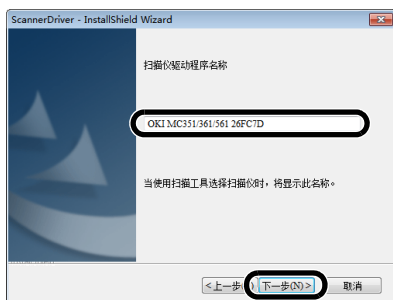 ScannerDriver - InstallShield Wizard
扫描仪驱动程序名称
OKI MC351/361/561 26FC7D
当使用扫描工具选择扫描仪时，将显示此名称。
<上一步( ) 下一步(N)> 取消